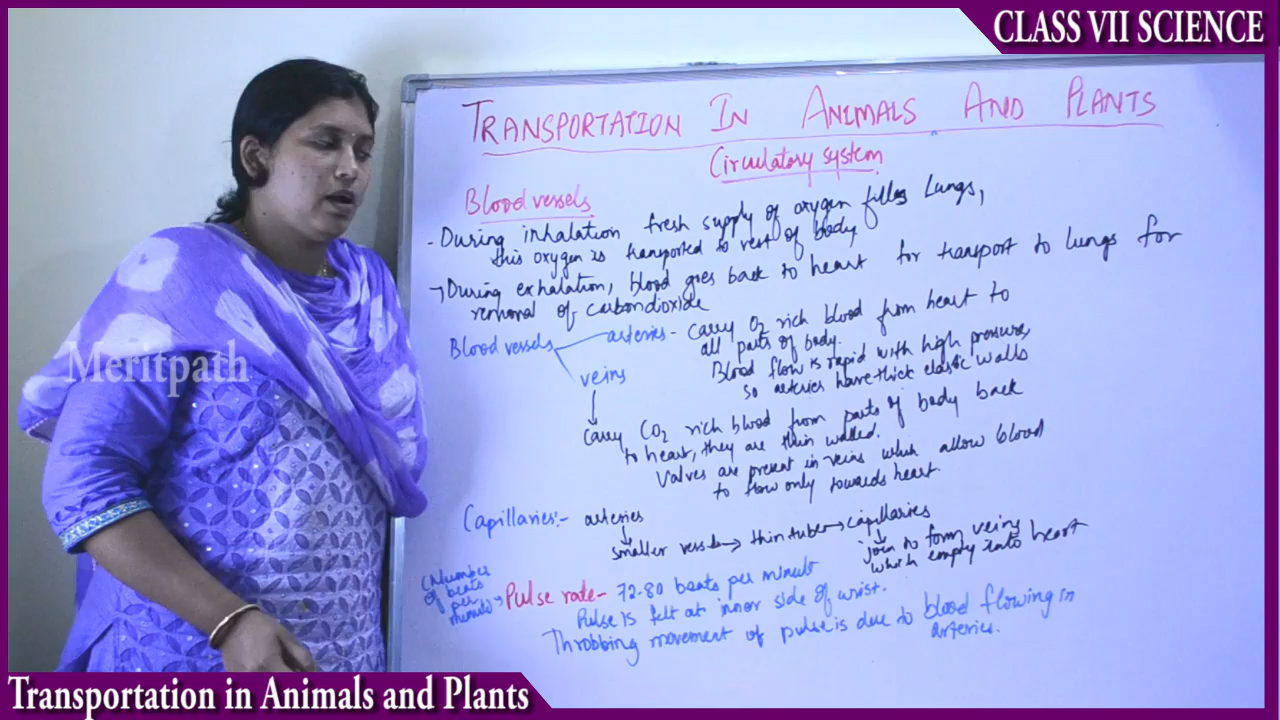 CLASS VII SCIENCE
TRANSPORTATION IN ANIMALS AND PLANTS
Circulatory system
Blood vessels
- During inhalation fresh supply of oxygen filles Lungs,
this oxygen is transported to rest of body
→ During exhalation, blood goes back to heart for transport to lungs for
removal of carbondioxide
Blood vessels arteries - Carry O2 rich blood from heart to
all parts of body.
Blood flow is rapid with high pressure,
so arteries have thick elastic walls
veins
↓
Carry CO2 rich blood from parts of body back
to heart, they are thin walled.
Valves are present in veins which allow blood
to flow only towards heart.
Capillaries:- arteries
↓
smaller vessels → thin tube → capillaries
↓
join to form veins
which empty into heart
(Number
of beats
per
minute) → Pulse rate - 72-80 beats per minute
Pulse is felt at inner side of wrist.
Throbbing movement of pulse is due to blood flowing in
arteries.
Meritpath
Transportation in Animals and Plants